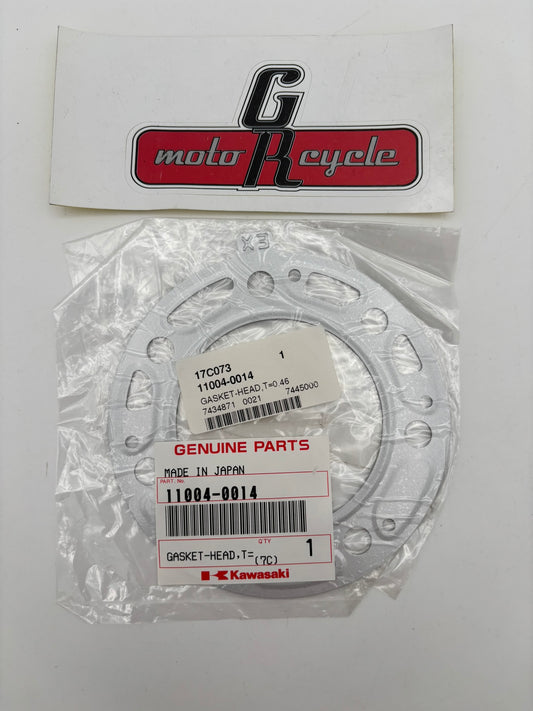 G
moto R cycle
X3
17C073 1
11004-0014
GASKET-HEAD,T=0.46
7434871 0021 7445000
GENUINE PARTS
MADE IN JAPAN
PART. No.
11004-0014
QTY
GASKET-HEAD,T= 1
(7C)
Kawasaki